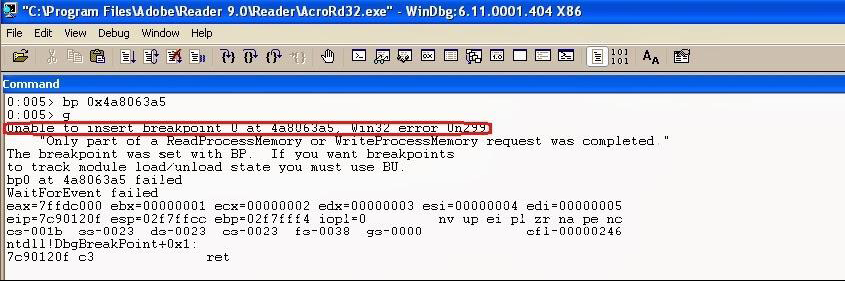 "C:\Program Files\Adobe\Reader 9.0\Reader\AcroRd32.exe" - WinDbg:6.11.0001.404 X86
File Edit View Debug Window Help
101
101
AA
Command
0:005> bp 0x4a8063a5
0:005> g
Unable to insert breakpoint 0 at 4a8063a5, Win32 error 0n299
"Only part of a ReadProcessMemory or WriteProcessMemory request was completed "
The breakpoint was set with BP.  If you want breakpoints
to track module load/unload state you must use BU.
bp0 at 4a8063a5 failed
WaitForEvent failed
eax=7ffdc000 ebx=00000001 ecx=00000002 edx=00000003 esi=00000004 edi=00000005
eip=7c90120f esp=02f7ffcc ebp=02f7fff4 iopl=0 nv up ei pl zr na pe nc
cs=001b ss=0023 ds=0023 es=0023 fs=0038 gs=0000 efl=00000246
ntdll!DbgBreakPoint+0x1:
7c90120f c3 ret